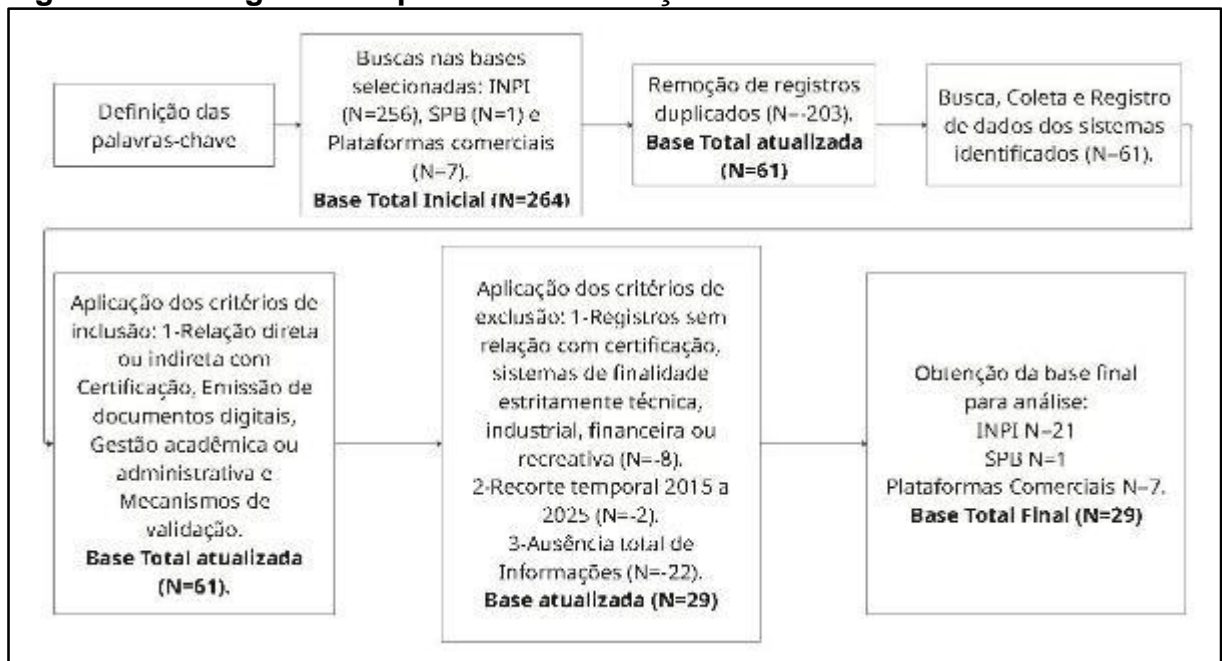 Definição das
palavras-chave
Buscas nas bases
selecionadas: INPI
(N=256), SPB (N=1) e
Plataformas comerciais
(N=7).
Base Total Inicial (N=264)
Remoção de registros
duplicados (N=-203).
Base Total atualizada
(N=61)
Busca, Coleta e Registro
de dados dos sistemas
identificados (N=61).
Aplicação dos critérios de
inclusão: 1-Relação direta
ou indireta com
Certificação, Emissão de
documentos digitais,
Gestão acadêmica ou
administrativa e
Mecanismos de
validação.
Base Total atualizada
(N=61).
Aplicação dos critérios de
exclusão: 1-Registros sem
relação com certificação,
sistemas de finalidade
estritamente técnica,
industrial, financeira ou
recreativa (N=-8).
2-Recorte temporal 2015 a
2025 (N=-2).
3-Ausência total de
Informações (N=-22).
Base atualizada (N=29)
Obtenção da base final
para análise:
INPI N=21
SPB N=1
Plataformas Comerciais N=7.
Base Total Final (N=29)